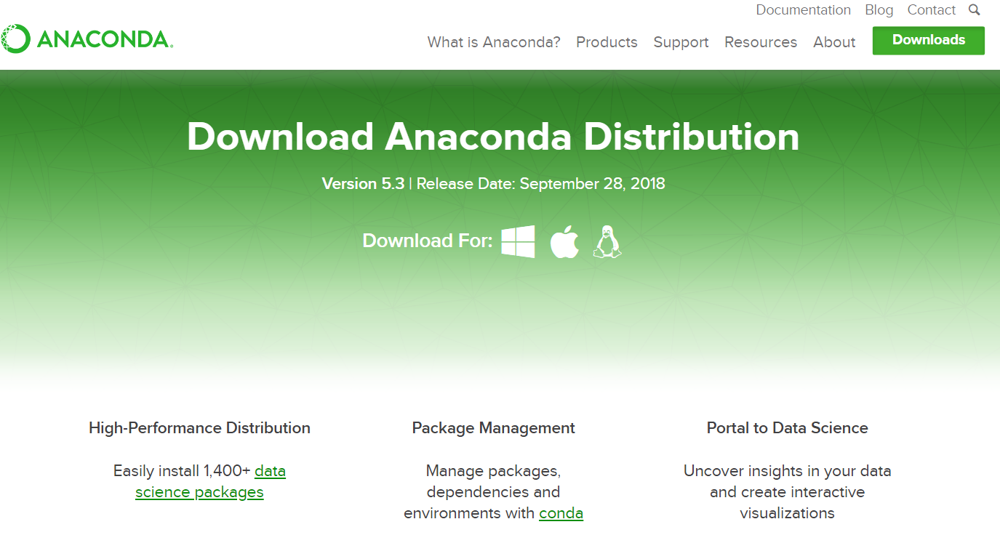 Documentation Blog Contact
ANACONDA.
What is Anaconda? Products Support Resources About Downloads
Download Anaconda Distribution
Version 5.3 | Release Date: September 28, 2018
Download For:
High-Performance Distribution
Easily install 1,400+ data
science packages
Package Management
Manage packages,
dependencies and
environments with conda
Portal to Data Science
Uncover insights in your data
and create interactive
visualizations